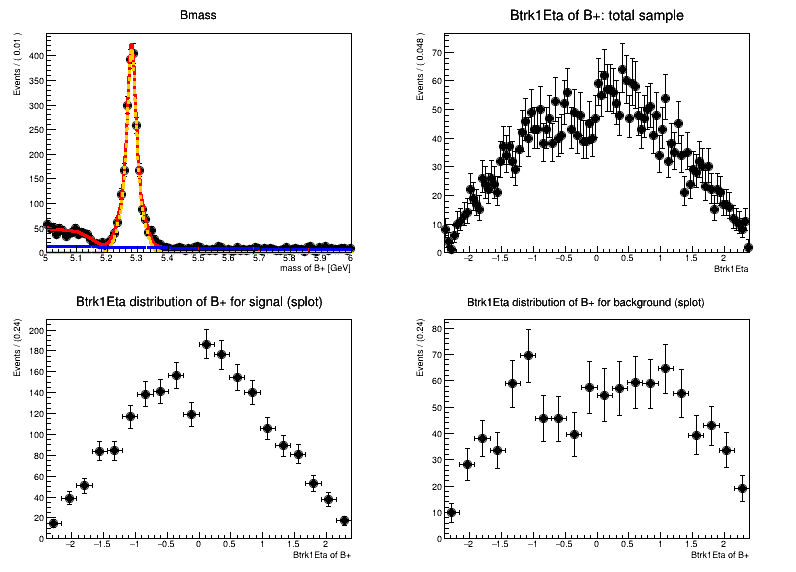 Bmass
Events / ( 0.01 )
400
350
300
250
200
150
100
50
0
5 5.1 5.2 5.3 5.4 5.5 5.6 5.7 5.8 5.9 6
mass of B+ [GeV]
Btrk1Eta of B+: total sample
Events / ( 0.048 )
70
60
50
40
30
20
10
0
−2 −1.5 −1 −0.5 0 0.5 1 1.5 2
Btrk1Eta
Btrk1Eta distribution of B+ for signal (splot)
Events / (0.24)
200
180
160
140
120
100
80
60
40
20
0
−2 −1.5 −1 −0.5 0 0.5 1 1.5 2
Btrk1Eta of B+
Btrk1Eta distribution of B+ for background (splot)
Events / (0.24)
80
70
60
50
40
30
20
10
0
−2 −1.5 −1 −0.5 0 0.5 1 1.5 2
Btrk1Eta of B+